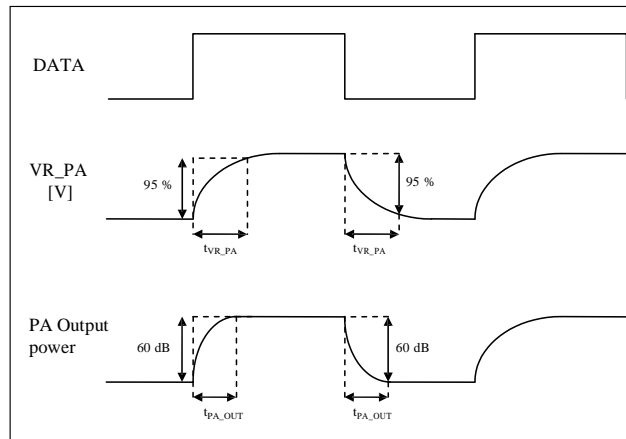 DATA
VR_PA
[V]
95 %
95 %
tVR_PA
tVR_PA
PA Output
power
60 dB
60 dB
tPA_OUT
tPA_OUT